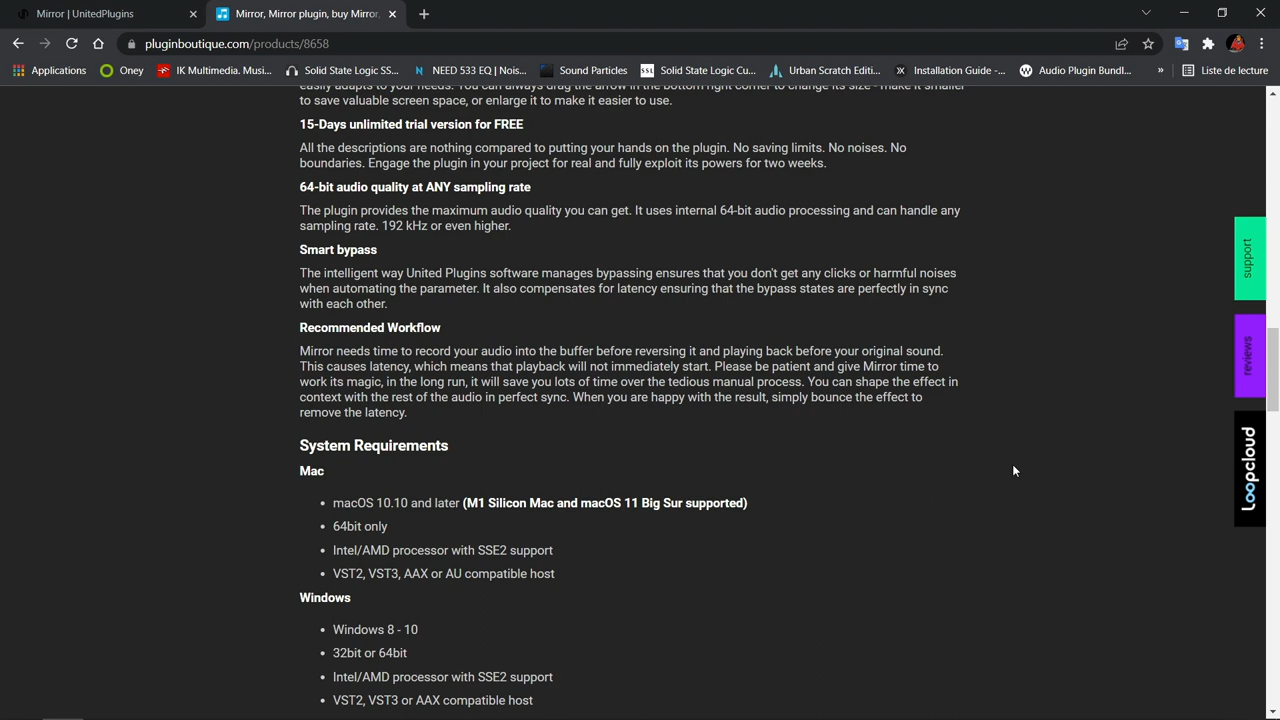 Mirror | UnitedPlugins
Mirror, Mirror plugin, buy Mirror,
pluginboutique.com/products/8658
Applications
Oney
IK Multimedia. Musi...
Solid State Logic SS...
NEED 533 EQ | Nois...
Sound Particles
SSL
Solid State Logic Cu...
Urban Scratch Editi...
Installation Guide -...
Audio Plugin Bundl...
»
Liste de lecture
easily adapts to your needs. You can always drag the arrow in the bottom right corner to change its size - make it smaller
to save valuable screen space, or enlarge it to make it easier to use.
15-Days unlimited trial version for FREE
All the descriptions are nothing compared to putting your hands on the plugin. No saving limits. No noises. No
boundaries. Engage the plugin in your project for real and fully exploit its powers for two weeks.
64-bit audio quality at ANY sampling rate
The plugin provides the maximum audio quality you can get. It uses internal 64-bit audio processing and can handle any
sampling rate. 192 kHz or even higher.
Smart bypass
The intelligent way United Plugins software manages bypassing ensures that you don't get any clicks or harmful noises
when automating the parameter. It also compensates for latency ensuring that the bypass states are perfectly in sync
with each other.
Recommended Workflow
Mirror needs time to record your audio into the buffer before reversing it and playing back before your original sound.
This causes latency, which means that playback will not immediately start. Please be patient and give Mirror time to
work its magic, in the long run, it will save you lots of time over the tedious manual process. You can shape the effect in
context with the rest of the audio in perfect sync. When you are happy with the result, simply bounce the effect to
remove the latency.
System Requirements
Mac
• macOS 10.10 and later (M1 Silicon Mac and macOS 11 Big Sur supported)
• 64bit only
• Intel/AMD processor with SSE2 support
• VST2, VST3, AAX or AU compatible host
Windows
• Windows 8 - 10
• 32bit or 64bit
• Intel/AMD processor with SSE2 support
• VST2, VST3 or AAX compatible host
support
reviews
Loopcloud